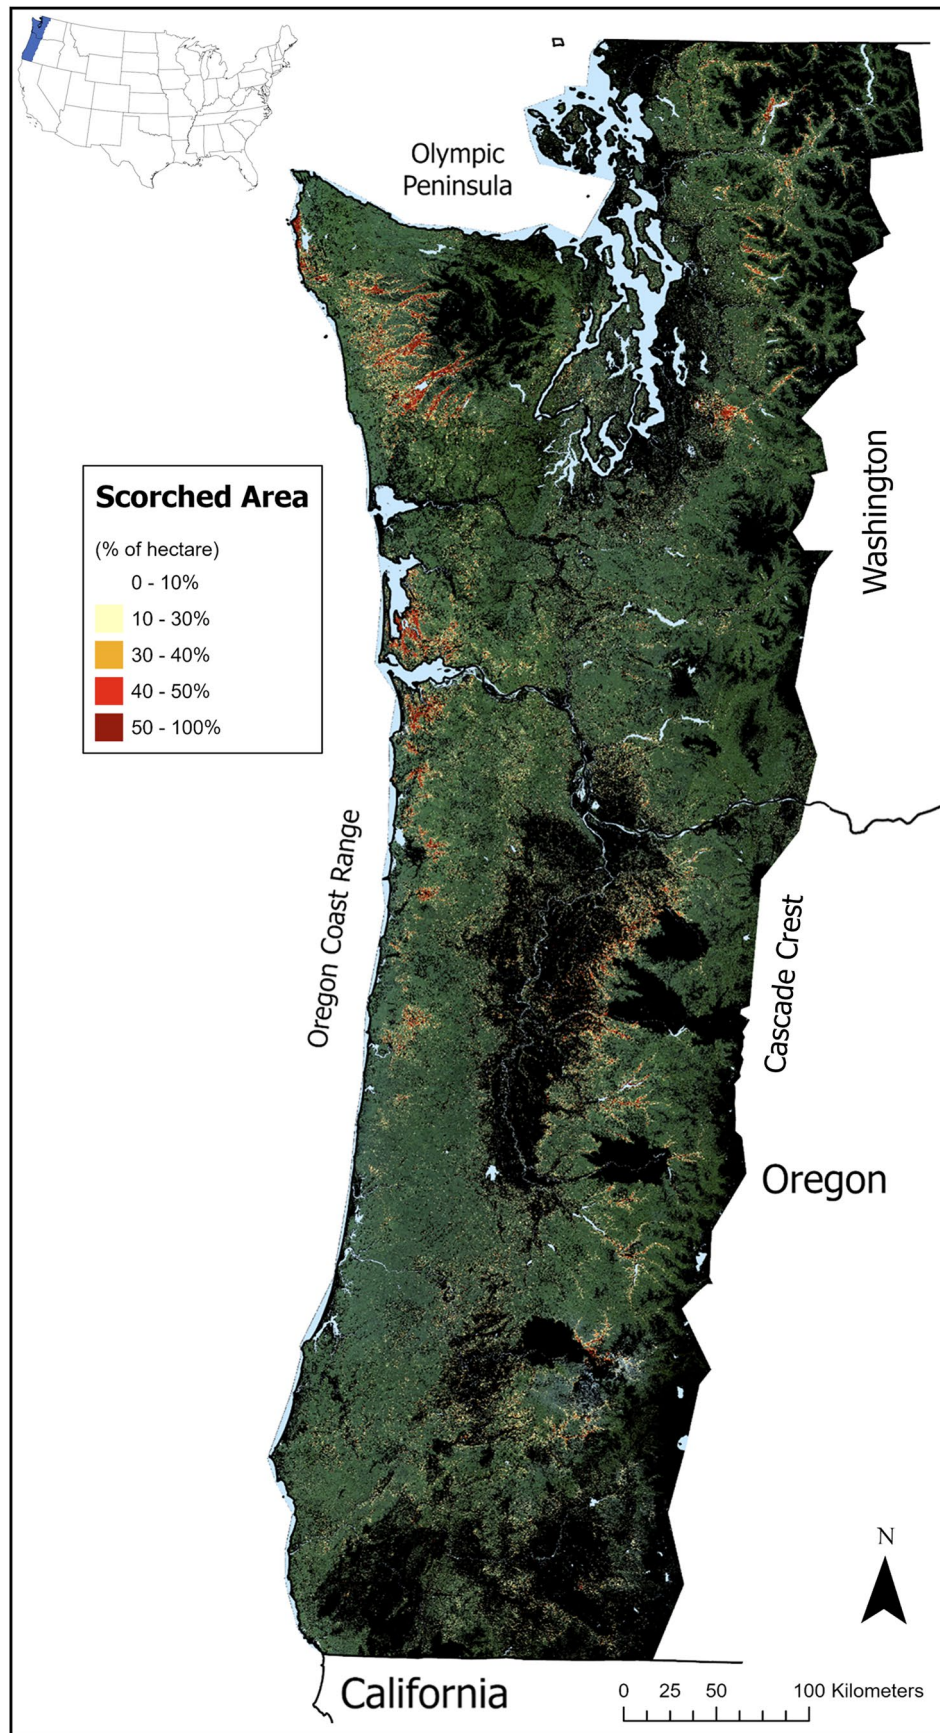 Olympic
Peninsula
Scorched Area
(% of hectare)
0 - 10%
10 - 30%
30 - 40%
40 - 50%
50 - 100%
Washington
Oregon Coast Range
Cascade Crest
Oregon
N
California
0 25 50 100 Kilometers